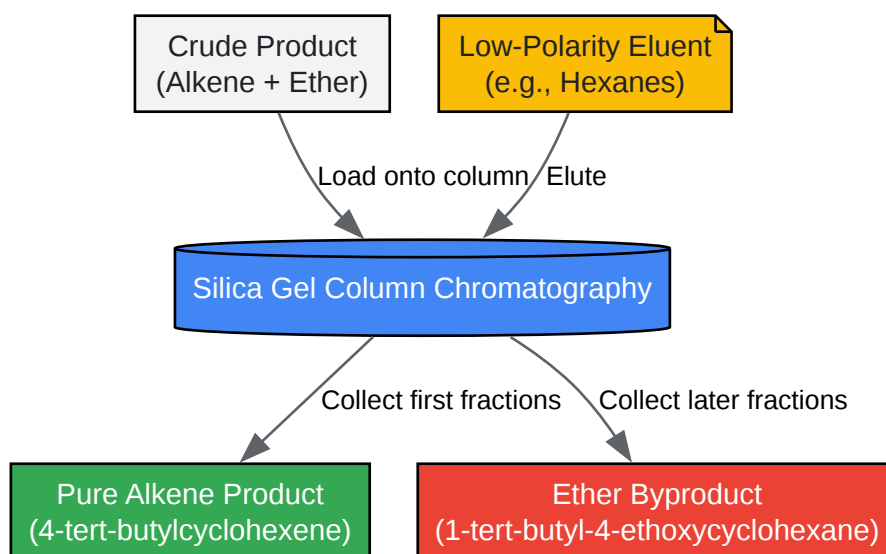 Crude Product
(Alkene + Ether)
Low-Polarity Eluent
(e.g., Hexanes)
Load onto column
Elute
Silica Gel Column Chromatography
Collect first fractions
Collect later fractions
Pure Alkene Product
(4-tert-butylcyclohexene)
Ether Byproduct
(1-tert-butyl-4-ethoxycyclohexane)